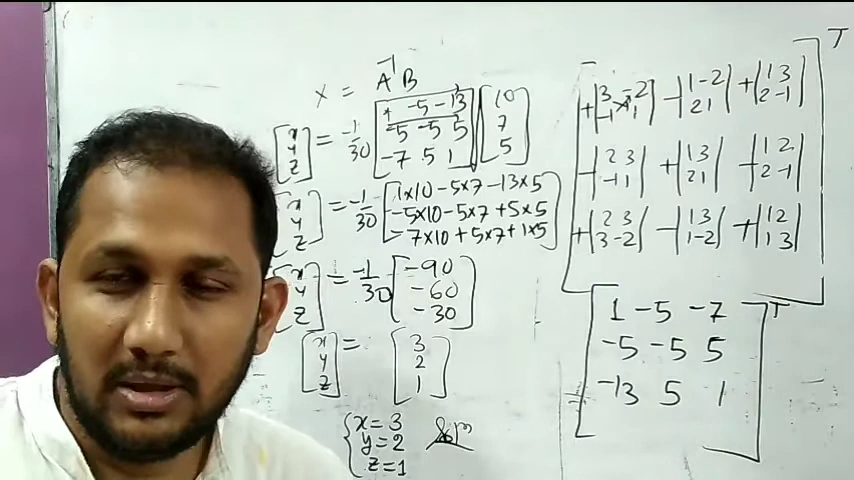 X = A⁻¹B
[x y z] = -1/30 [1 -5 -13
-5 -5 5
-7 5 1] [10
7
5]
[x y z] = -1/30 [1×10 -5×7 -13×5
-5×10 -5×7 +5×5
-7×10 +5×7 +1×5]
[x y z] = -1/30 [-90
-60
-30]
[x y z] = [3
2
1]
{x=3
y=2
z=1
[+|3 -2 -1 1| -|1 -2 2 1| +|1 3 2 -1|
-|2 3 -1 1| +|1 3 2 1| -|1 2 2 -1|
+|2 3 3 -2| -|1 3 1 -2| +|1 2 1 3|]T
= [1 -5 -7
-5 -5 5
-13 5 1]T